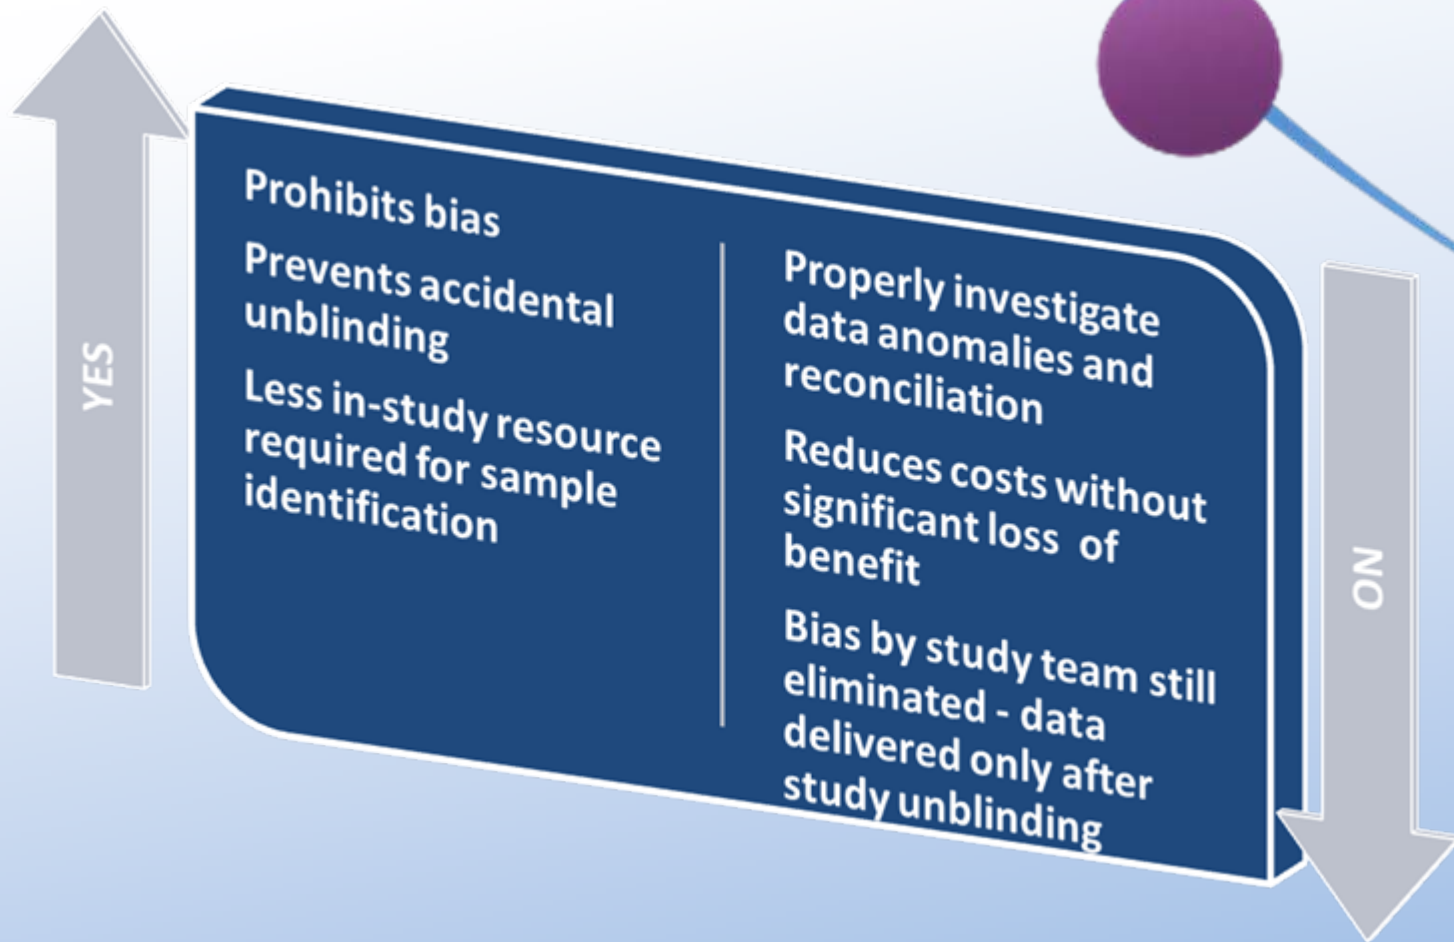 YES
Prohibits bias
Prevents accidental
unblinding
Less in-study resource
required for sample
identification
Properly investigate
data anomalies and
reconciliation
Reduces costs without
significant loss of
benefit
Bias by study team still
eliminated - data
delivered only after
study unblinding
NO